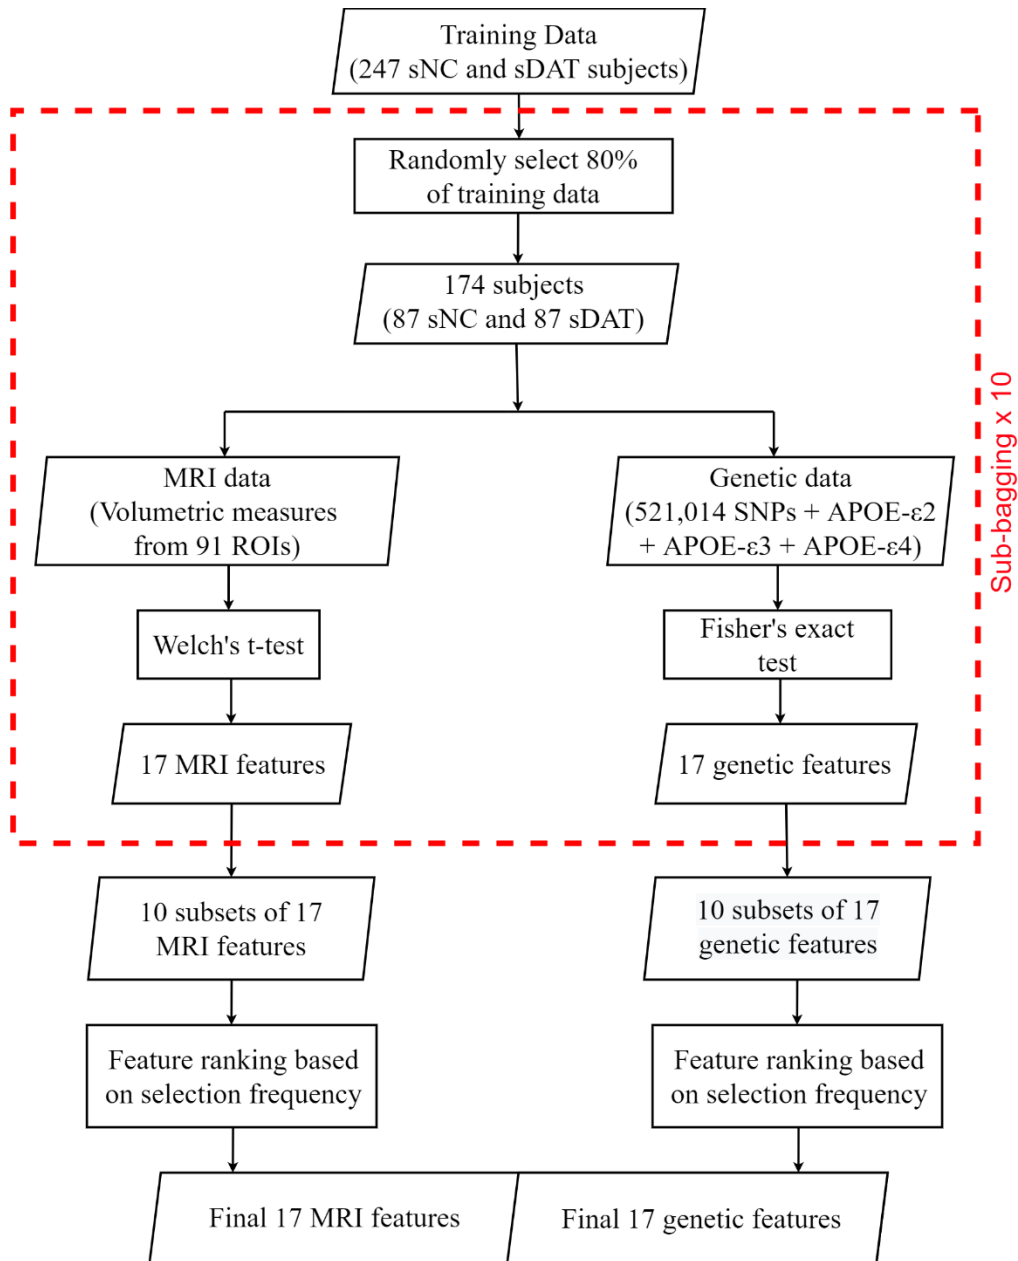 Training Data
(247 sNC and sDAT subjects)
Randomly select 80%
of training data
174 subjects
(87 sNC and 87 sDAT)
MRI data
(Volumetric measures
from 91 ROIs)
Genetic data
(521,014 SNPs + APOE-ε2
+ APOE-ε3 + APOE-ε4)
Sub-bagging x 10
Welch's t-test
Fisher's exact
test
17 MRI features
17 genetic features
10 subsets of 17
MRI features
10 subsets of 17
genetic features
Feature ranking based
on selection frequency
Feature ranking based
on selection frequency
Final 17 MRI features
Final 17 genetic features